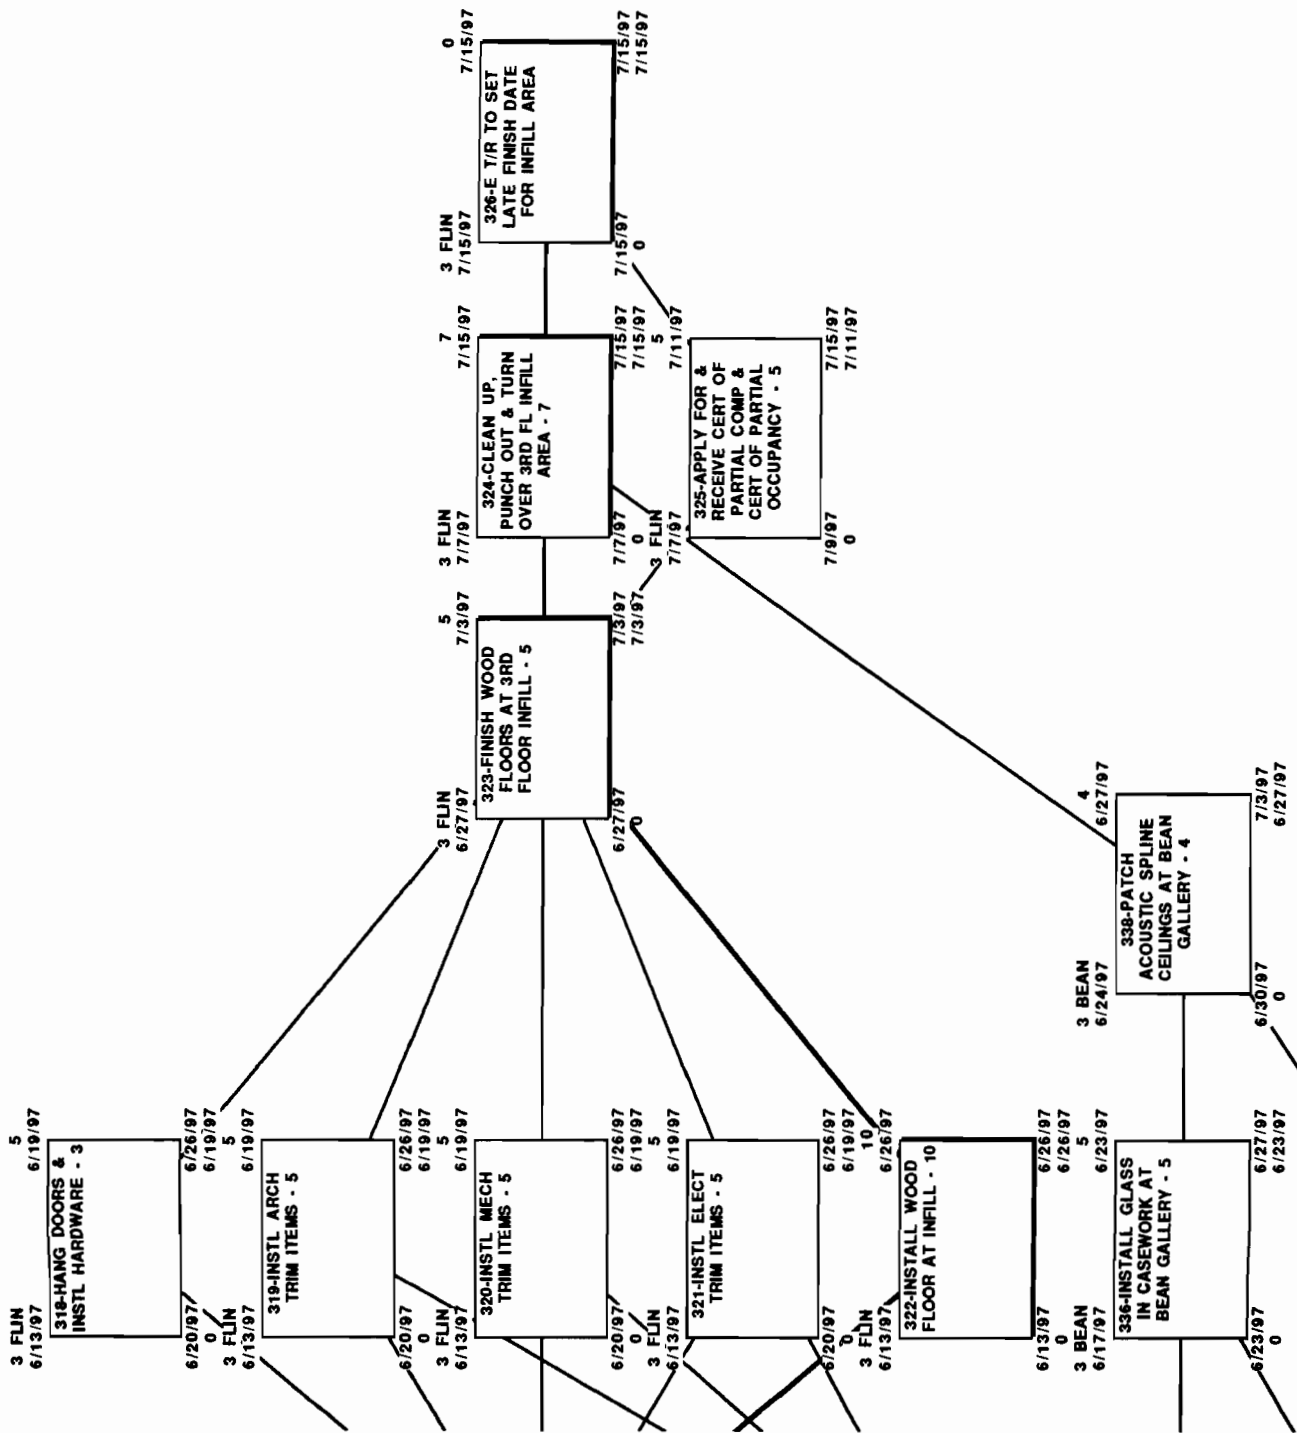 3 FLIN 5
6/13/97 6/19/97
318-HANG DOORS &
INSTL HARDWARE - 3
6/20/97 6/26/97
0 6/19/97
3 FLIN 5
6/13/97 6/19/97
319-INSTL ARCH
TRIM ITEMS - 5
6/20/97 6/26/97
0 6/19/97
3 FLIN 5
6/13/97 6/19/97
320-INSTL MECH
TRIM ITEMS - 5
6/20/97 6/26/97
0 6/19/97
3 FLIN 5
6/13/97 6/19/97
321-INSTL ELECT
TRIM ITEMS - 5
6/20/97 6/26/97
0 6/19/97
3 FLIN 10
6/13/97 6/26/97
322-INSTALL WOOD
FLOOR AT INFILL - 10
6/13/97 6/26/97
0 6/26/97
3 BEAN 5
6/17/97 6/23/97
336-INSTALL GLASS
IN CASEWORK AT
BEAN GALLERY - 5
6/23/97 6/27/97
0 6/23/97
3 BEAN 4
6/24/97 6/27/97
338-PATCH
ACOUSTIC SPLINE
CEILINGS AT BEAN
GALLERY - 4
6/30/97 7/3/97
0 6/27/97
3 FLIN 5
6/27/97 7/3/97
323-FINISH WOOD
FLOORS AT 3RD
FLOOR INFILL - 5
6/27/97 7/3/97
0 7/3/97
3 FLIN 7
7/7/97 7/15/97
324-CLEAN UP,
PUNCH OUT & TURN
OVER 3RD FL INFILL
AREA - 7
7/7/97 7/15/97
0 7/15/97
3 FLIN 5
7/7/97 7/11/97
325-APPLY FOR &
RECEIVE CERT OF
PARTIAL COMP &
CERT OF PARTIAL
OCCUPANCY - 5
7/9/97 7/15/97
0 7/11/97
3 FLIN 0
7/15/97 7/15/97
326-E T/R TO SET
LATE FINISH DATE
FOR INFILL AREA
7/15/97 7/15/97
0 7/15/97